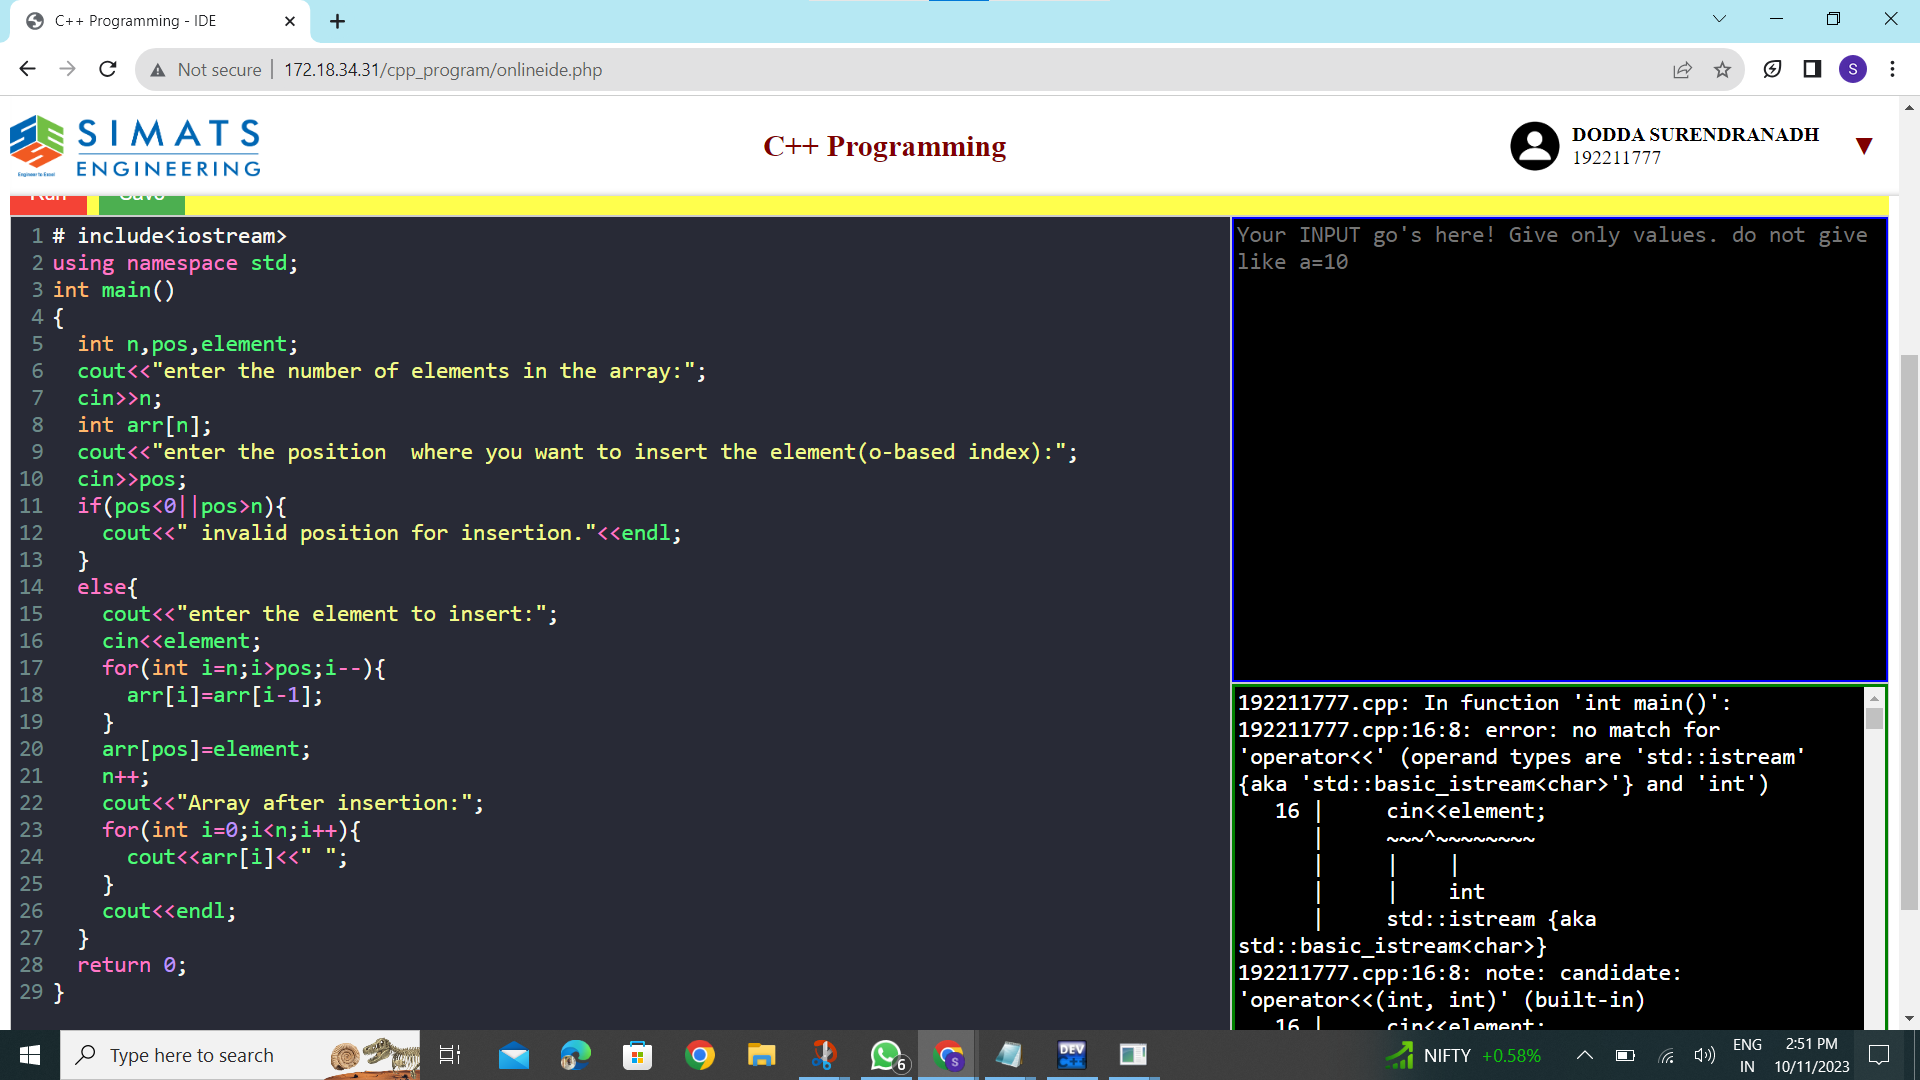 C++ Programming - IDE
Not secure | 172.18.34.31/cpp_program/onlineide.php
S
SIMATS
ENGINEERING
Engineer to Excel
C++ Programming
DODDA SURENDRANADH
192211777
Run Save
1 # include<iostream>
2 using namespace std;
3 int main()
4 {
5   int n,pos,element;
6   cout<<"enter the number of elements in the array:";
7   cin>>n;
8   int arr[n];
9   cout<<"enter the position  where you want to insert the element(o-based index):";
10   cin>>pos;
11   if(pos<0||pos>n){
12     cout<<" invalid position for insertion."<<endl;
13   }
14   else{
15     cout<<"enter the element to insert:";
16     cin<<element;
17     for(int i=n;i>pos;i--){
18       arr[i]=arr[i-1];
19     }
20     arr[pos]=element;
21     n++;
22     cout<<"Array after insertion:";
23     for(int i=0;i<n;i++){
24       cout<<arr[i]<<" ";
25     }
26     cout<<endl;
27   }
28   return 0;
29 }
Your INPUT go's here! Give only values. do not give
like a=10
192211777.cpp: In function 'int main()':
192211777.cpp:16:8: error: no match for
'operator<<' (operand types are 'std::istream'
{aka 'std::basic_istream<char>'} and 'int')
   16 |     cin<<element;
      |     ~~~^~~~~~~~~
      |     |    |
      |     |    int
      |     std::istream {aka
std::basic_istream<char>}
192211777.cpp:16:8: note: candidate:
'operator<<(int, int)' (built-in)
   16 |     cin<<element;
Type here to search
6
S
DEV
C++
NIFTY +0.58%
ENG
IN
2:51 PM
10/11/2023